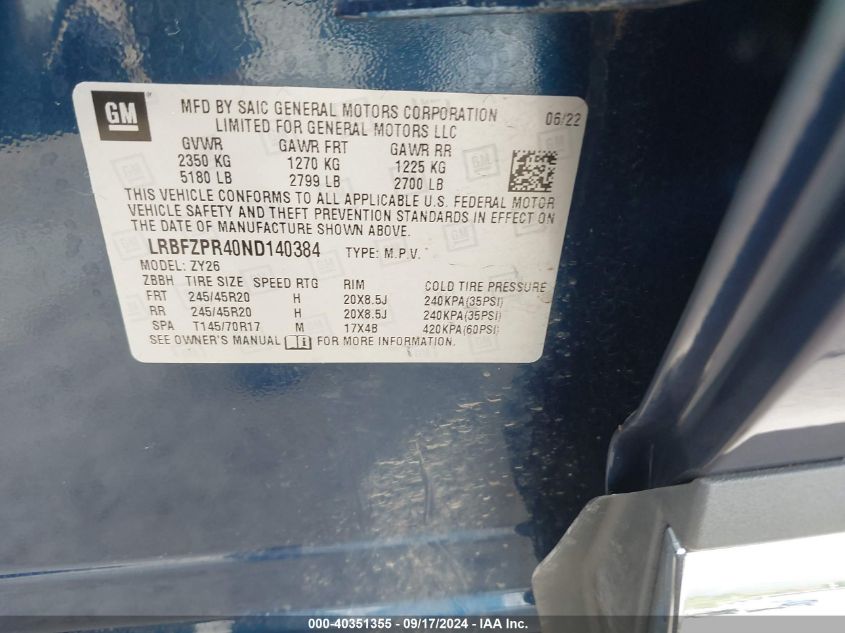 GM
MFD BY SAIC GENERAL MOTORS CORPORATION 06/22
LIMITED FOR GENERAL MOTORS LLC
GVWR GAWR FRT GAWR RR
2350 KG 1270 KG 1225 KG
5180 LB 2799 LB 2700 LB
THIS VEHICLE CONFORMS TO ALL APPLICABLE U.S. FEDERAL MOTOR
VEHICLE SAFETY AND THEFT PREVENTION STANDARDS IN EFFECT ON
THE DATE OF MANUFACTURE SHOWN ABOVE.
LRBFZPR40ND140384 TYPE: M.P.V.
MODEL: ZY26
ZBBH TIRE SIZE SPEED RTG RIM COLD TIRE PRESSURE
FRT 245/45R20 H 20X8.5J 240KPA(35PSI)
RR 245/45R20 H 20X8.5J 240KPA(35PSI)
SPA T145/70R17 M 17X4B 420KPA(60PSI)
SEE OWNER'S MANUAL FOR MORE INFORMATION.
000-40351355 - 09/17/2024 - IAA Inc.